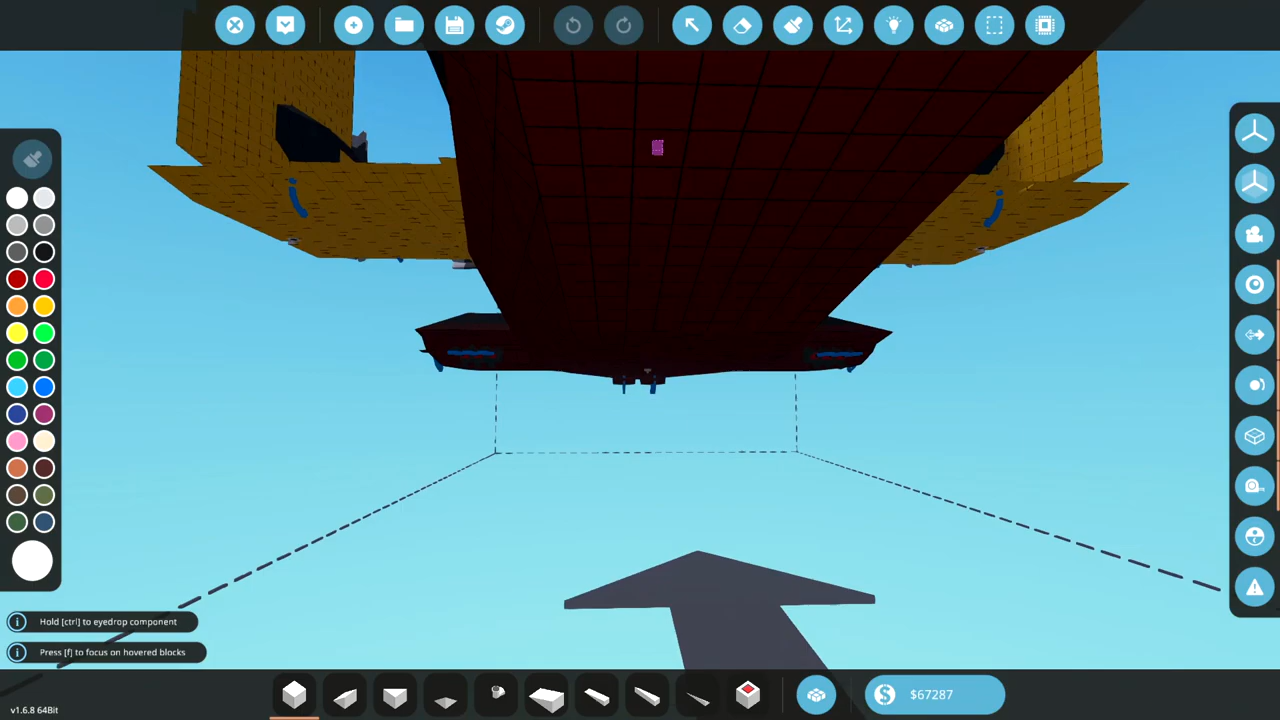 Hold [ctrl] to eyedrop component
Press [f] to focus on hovered blocks
$67287
v1.6.8 64Bit